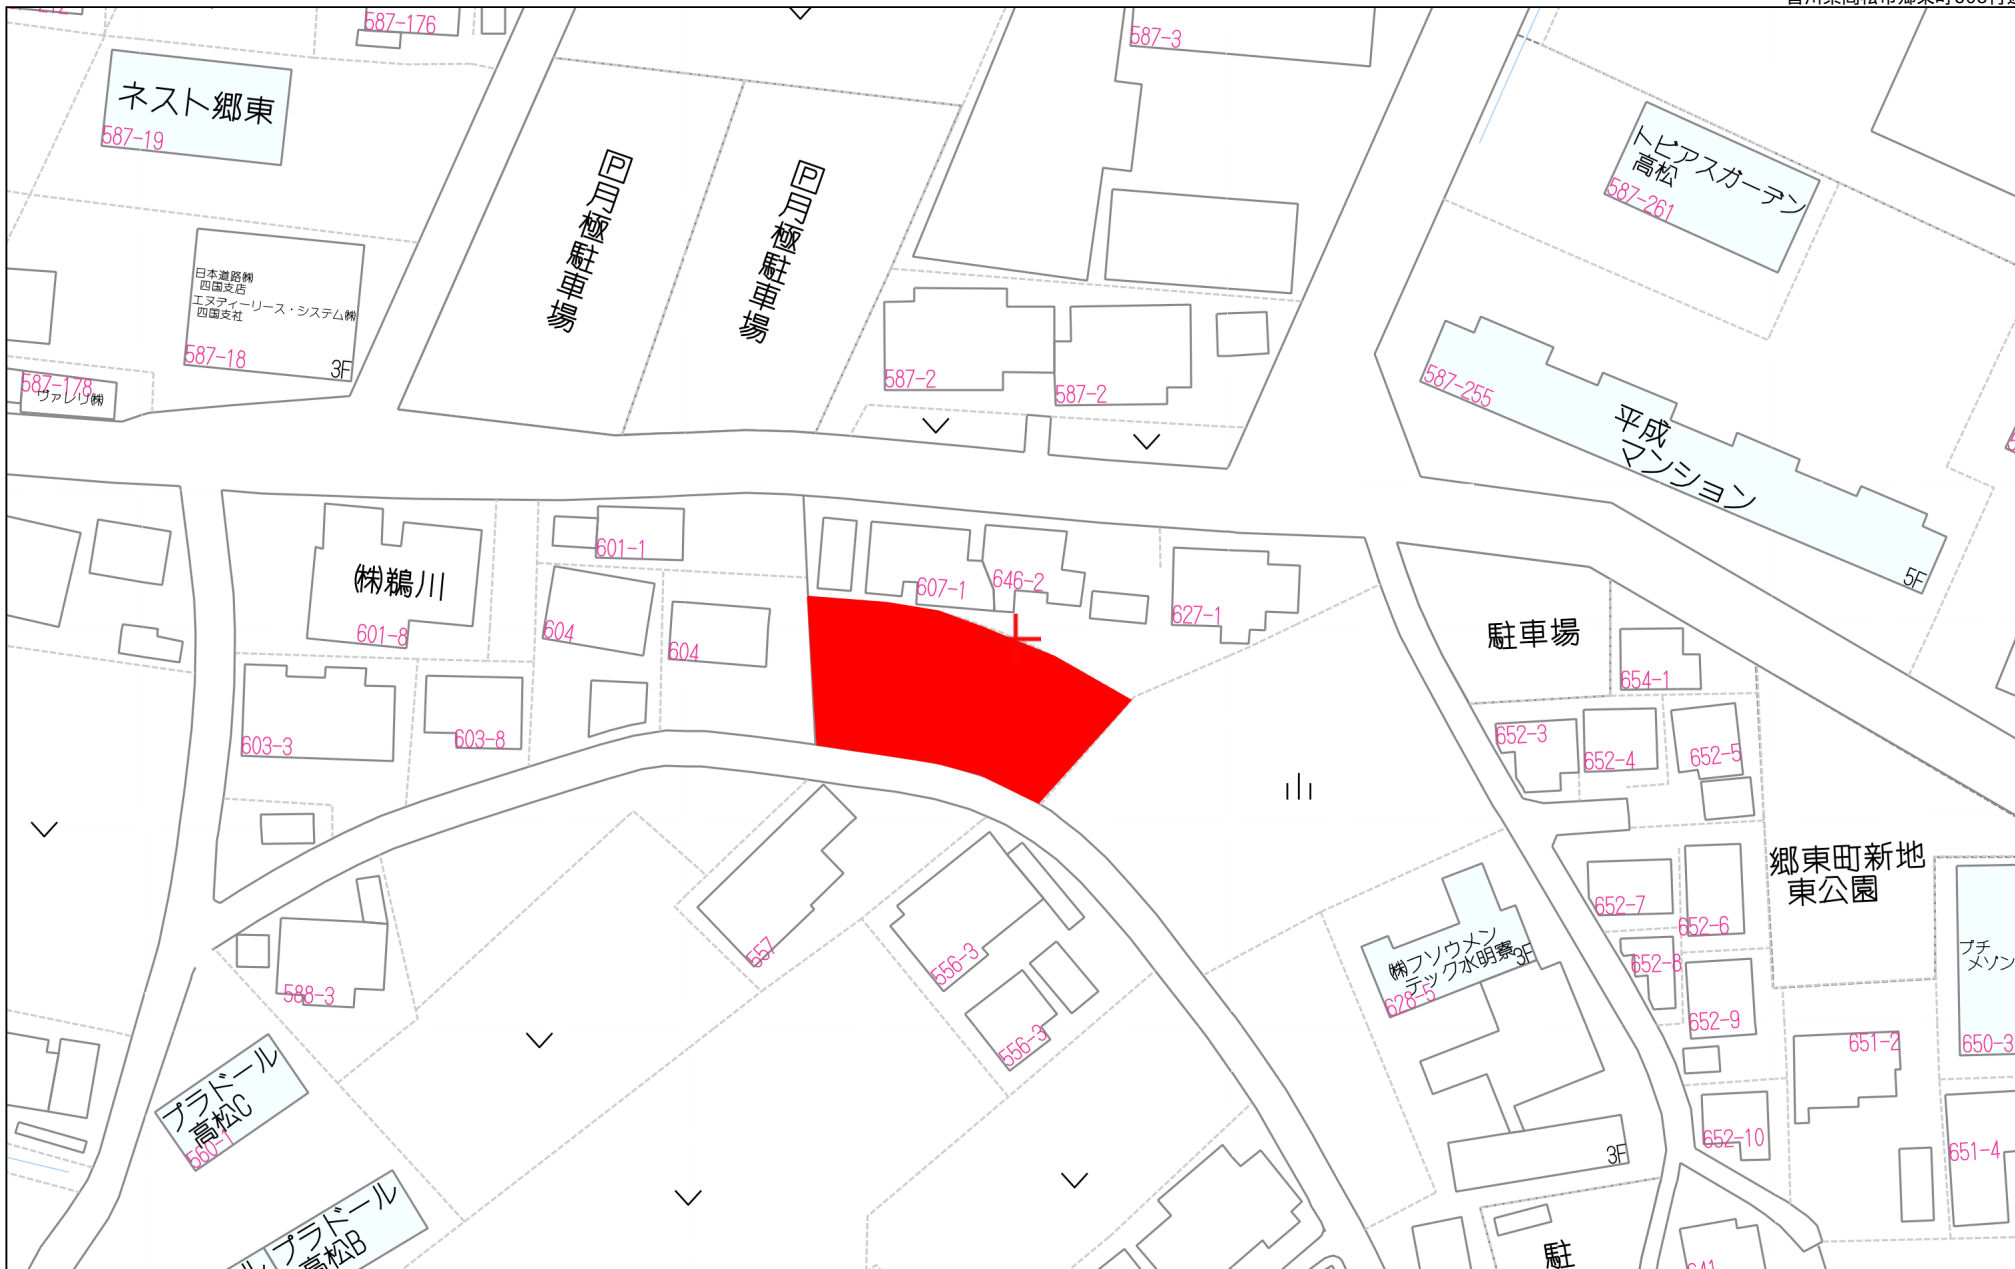 587-176
587-3
ネスト郷東
587-19
トピアスガーデン
高松
587-261
🄿月極駐車場
🄿月極駐車場
日本道路㈱
四国支店
エヌティーリース・システム㈱
四国支社
587-18
3F
587-178
ヴァレリ㈱
587-2
587-2
587-255
平成
マンション
5F
601-1
㈱鵜川
601-8
604
604
607-1
646-2
627-1
駐車場
654-1
603-3
603-8
652-3
652-4
652-5
郷東町新地
東公園
652-7
652-6
557
556-3
㈱フソウメン
テック水明寮
3F
628-5
652-8
プチ
メゾン
588-3
652-9
651-2
650-3
556-3
プラドール
高松C
560-1
652-10
3F
651-4
プラドール
高松B
駐
641